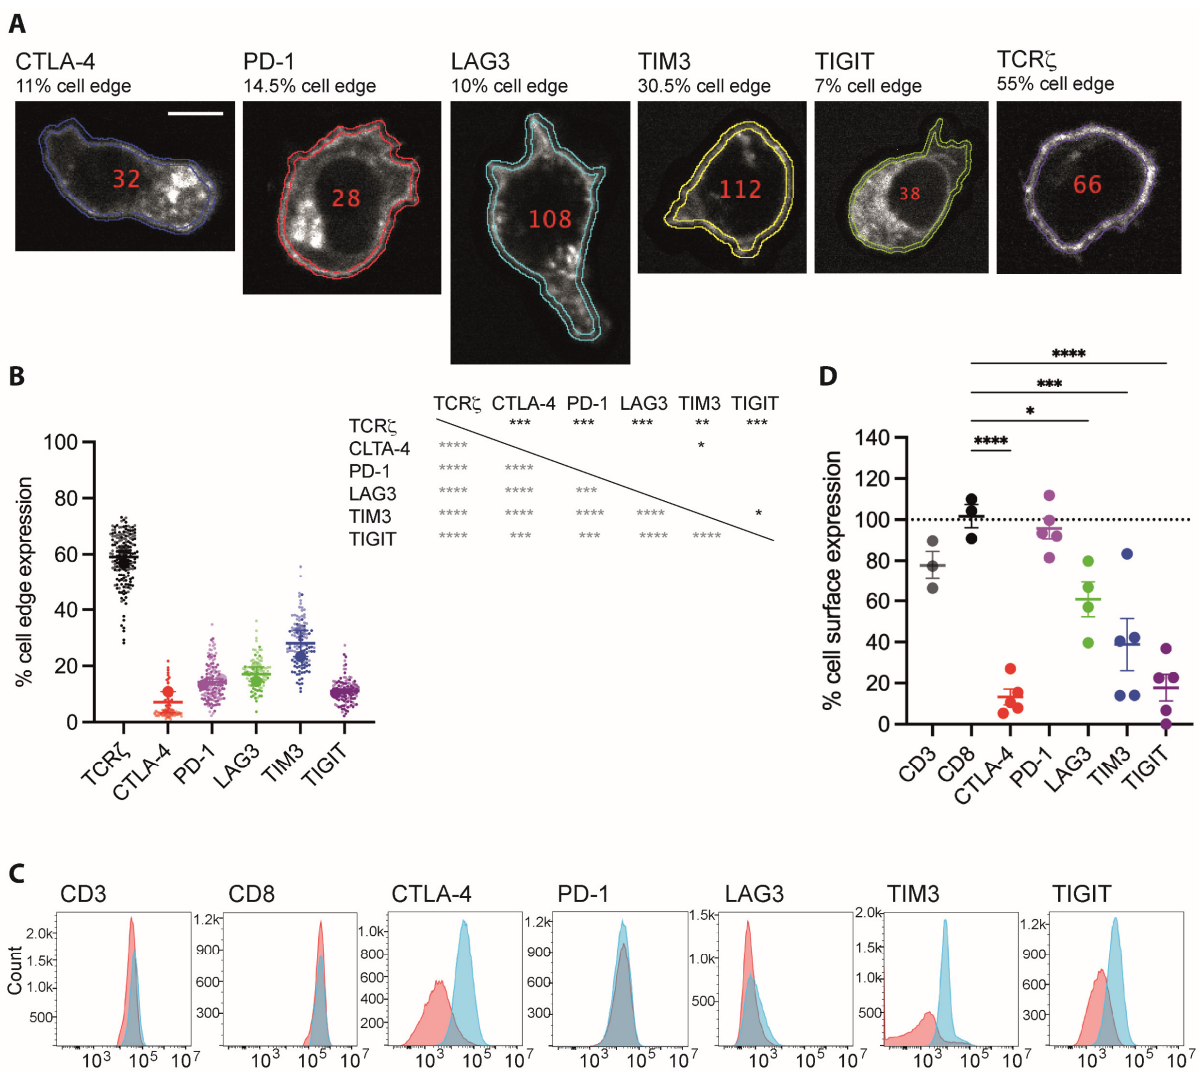 A
CTLA-4 PD-1 LAG3 TIM3 TIGIT TCRζ
11% cell edge 14.5% cell edge 10% cell edge 30.5% cell edge 7% cell edge 55% cell edge
32 28 108 112 38 66
B
TCRζ CTLA-4 PD-1 LAG3 TIM3 TIGIT
TCRζ *** *** *** ** ***
CLTA-4 **** *
PD-1 **** ****
LAG3 **** **** ***
TIM3 **** **** **** **** *
TIGIT **** *** *** **** ****
% cell edge expression
100
80
60
40
20
0
TCRζ CTLA-4 PD-1 LAG3 TIM3 TIGIT
D
****
***
*
****
% cell surface expression
140
120
100
80
60
40
20
0
CD3 CD8 CTLA-4 PD-1 LAG3 TIM3 TIGIT
C
CD3 CD8 CTLA-4 PD-1 LAG3 TIM3 TIGIT
Count
2.0k 1.5k 1.0k 500
1.2k 900 600 300
1.0k 800 600 400 200
1.2k 900 600 300
1.5k 1.0k 500
2.0k 1.5k 1.0k 500
1.2k 900 600 300
10³ 10⁵ 10⁷ 10³ 10⁵ 10⁷ 10³ 10⁵ 10⁷ 10³ 10⁵ 10⁷ 10³ 10⁵ 10⁷ 10³ 10⁵ 10⁷ 10³ 10⁵ 10⁷